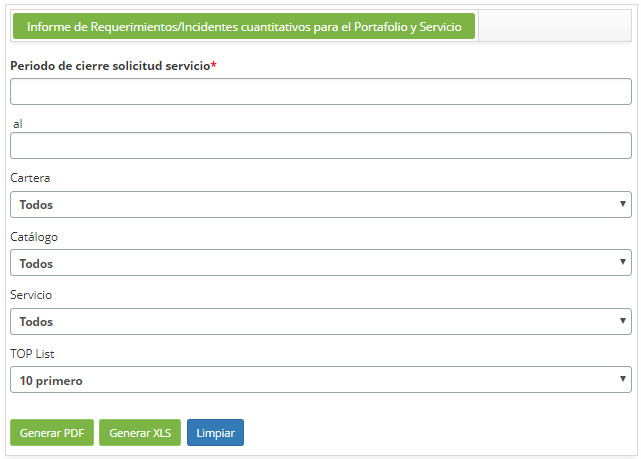 Informe de Requerimientos/Incidentes cuantitativos para el Portafolio y Servicio
Periodo de cierre solicitud servicio*
al
Cartera
Todos
Catálogo
Todos
Servicio
Todos
TOP List
10 primero
Generar PDF Generar XLS Limpiar